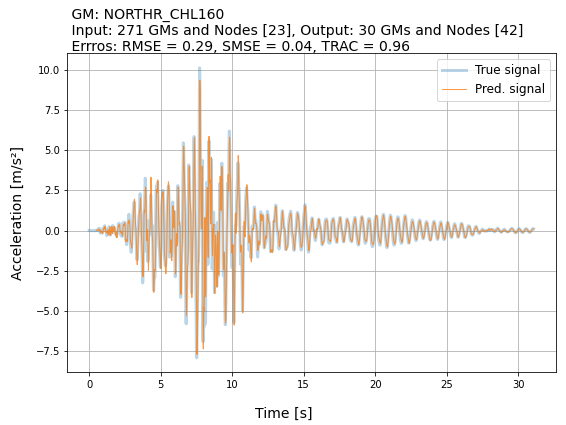 GM: NORTHR_CHL160
Input: 271 GMs and Nodes [23], Output: 30 GMs and Nodes [42]
Errros: RMSE = 0.29, SMSE = 0.04, TRAC = 0.96
True signal
Pred. signal
Acceleration [m/s²]
10.0
7.5
5.0
2.5
0.0
−2.5
−5.0
−7.5
0 5 10 15 20 25 30
Time [s]